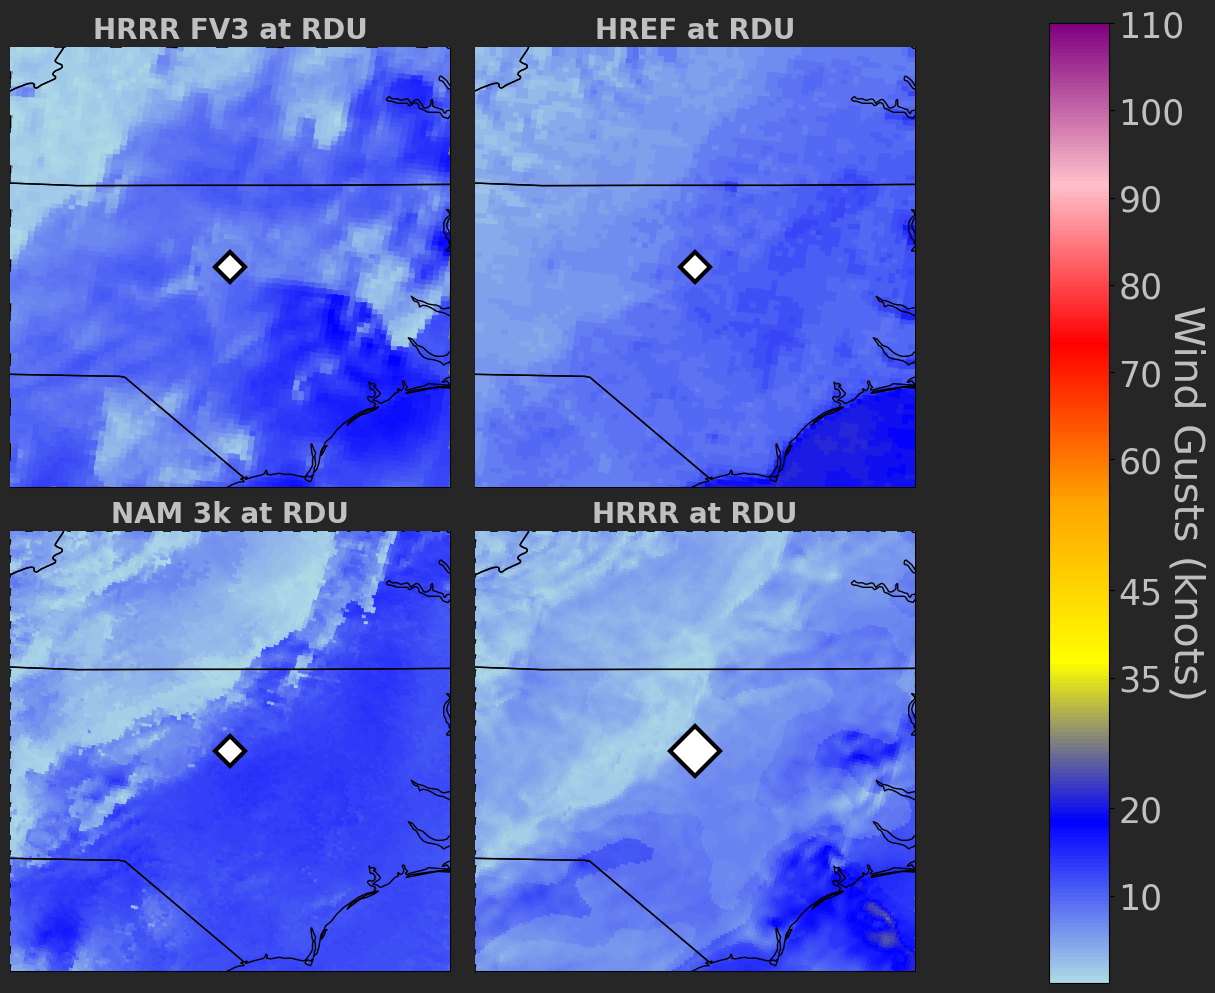 HRRR FV3 at RDU
HREF at RDU
NAM 3k at RDU
HRRR at RDU
110
100
90
80
70
60
45
35
20
10
Wind Gusts (knots)